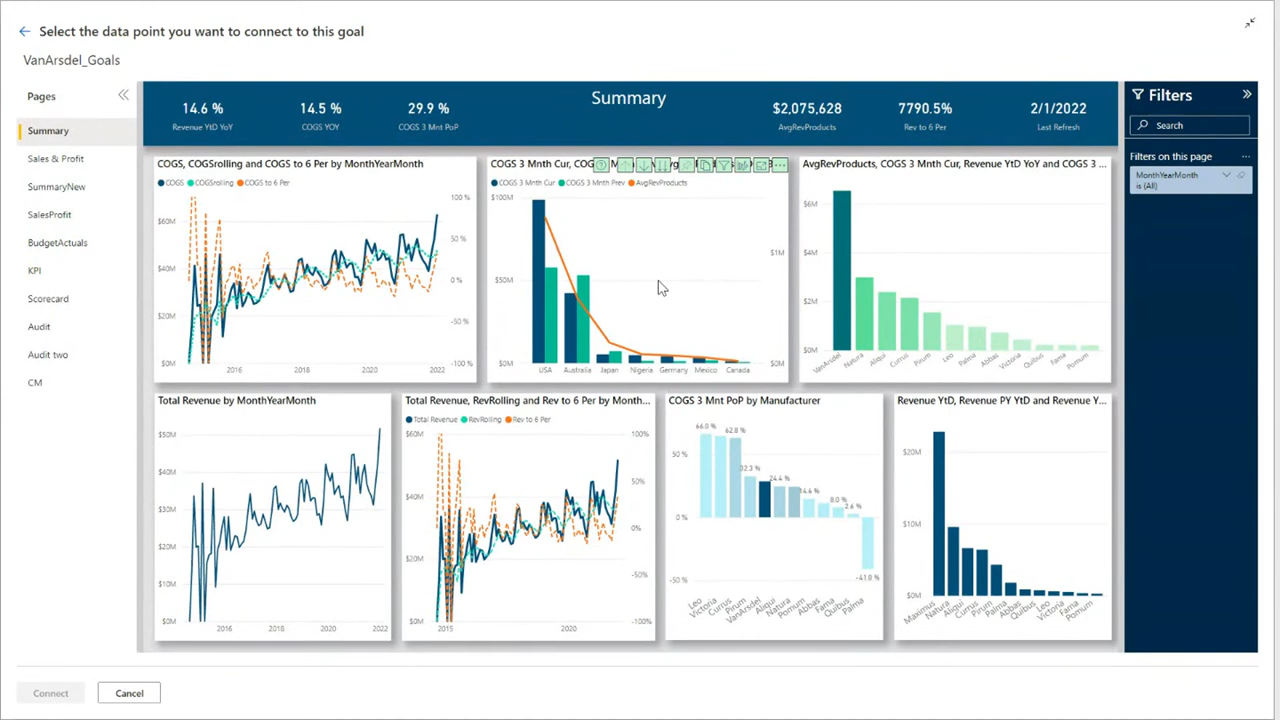 Select the data point you want to connect to this goal
VanArsdel_Goals
Pages
Summary
Sales & Profit
SummaryNew
SalesProfit
BudgetActuals
KPI
Scorecard
Audit
Audit two
CM
14.6 %
Revenue YtD YoY
14.5 %
COGS YOY
29.9 %
COGS 3 Mnt PoP
Summary
$2,075,628
AvgRevProducts
7790.5%
Rev to 6 Per
2/1/2022
Last Refresh
COGS, COGSrolling and COGS to 6 Per by MonthYearMonth
COGS COGSrolling COGS to 6 Per
$60M
$40M
$20M
$0M
100 %
50 %
0 %
-50 %
-100 %
2016 2018 2020 2022
COGS 3 Mnth Cur, CO
COGS 3 Mnth Cur COGS 3 Mnth Prev AvgRevProducts
$100M
$50M
$0M
$1M
$0M
USA Australia Japan Nigeria Germany Mexico Canada
AvgRevProducts, COGS 3 Mnth Cur, Revenue YtD YoY and COGS 3 ...
$6M
$4M
$2M
$0M
VanArsdel Natura Aliqui Currus Pirum Leo Palma Abbas Victoria Quibus Fama Pomum
Total Revenue by MonthYearMonth
$50M
$40M
$30M
$20M
$10M
$0M
2016 2018 2020 2022
Total Revenue, RevRolling and Rev to 6 Per by Month...
Total Revenue RevRolling Rev to 6 Per
$60M
$40M
$20M
$0M
100%
50%
0%
-50%
-100%
2015 2020
COGS 3 Mnt PoP by Manufacturer
50 %
0 %
-50 %
66.0 %
62.8 %
32.3 %
24.4 %
14.6 %
8.0 %
2.6 %
-41.0 %
Leo Victoria Currus Pirum VanArsdel Aliqui Natura Pomum Abbas Fama Quibus Palma
Revenue YtD, Revenue PY YtD and Revenue Y...
$20M
$10M
$0M
Maximus Natura Aliqui Currus Pirum Palma Abbas Quibus Leo Victoria Fama Pomum
Filters
Search
Filters on this page
MonthYearMonth
is (All)
Connect
Cancel